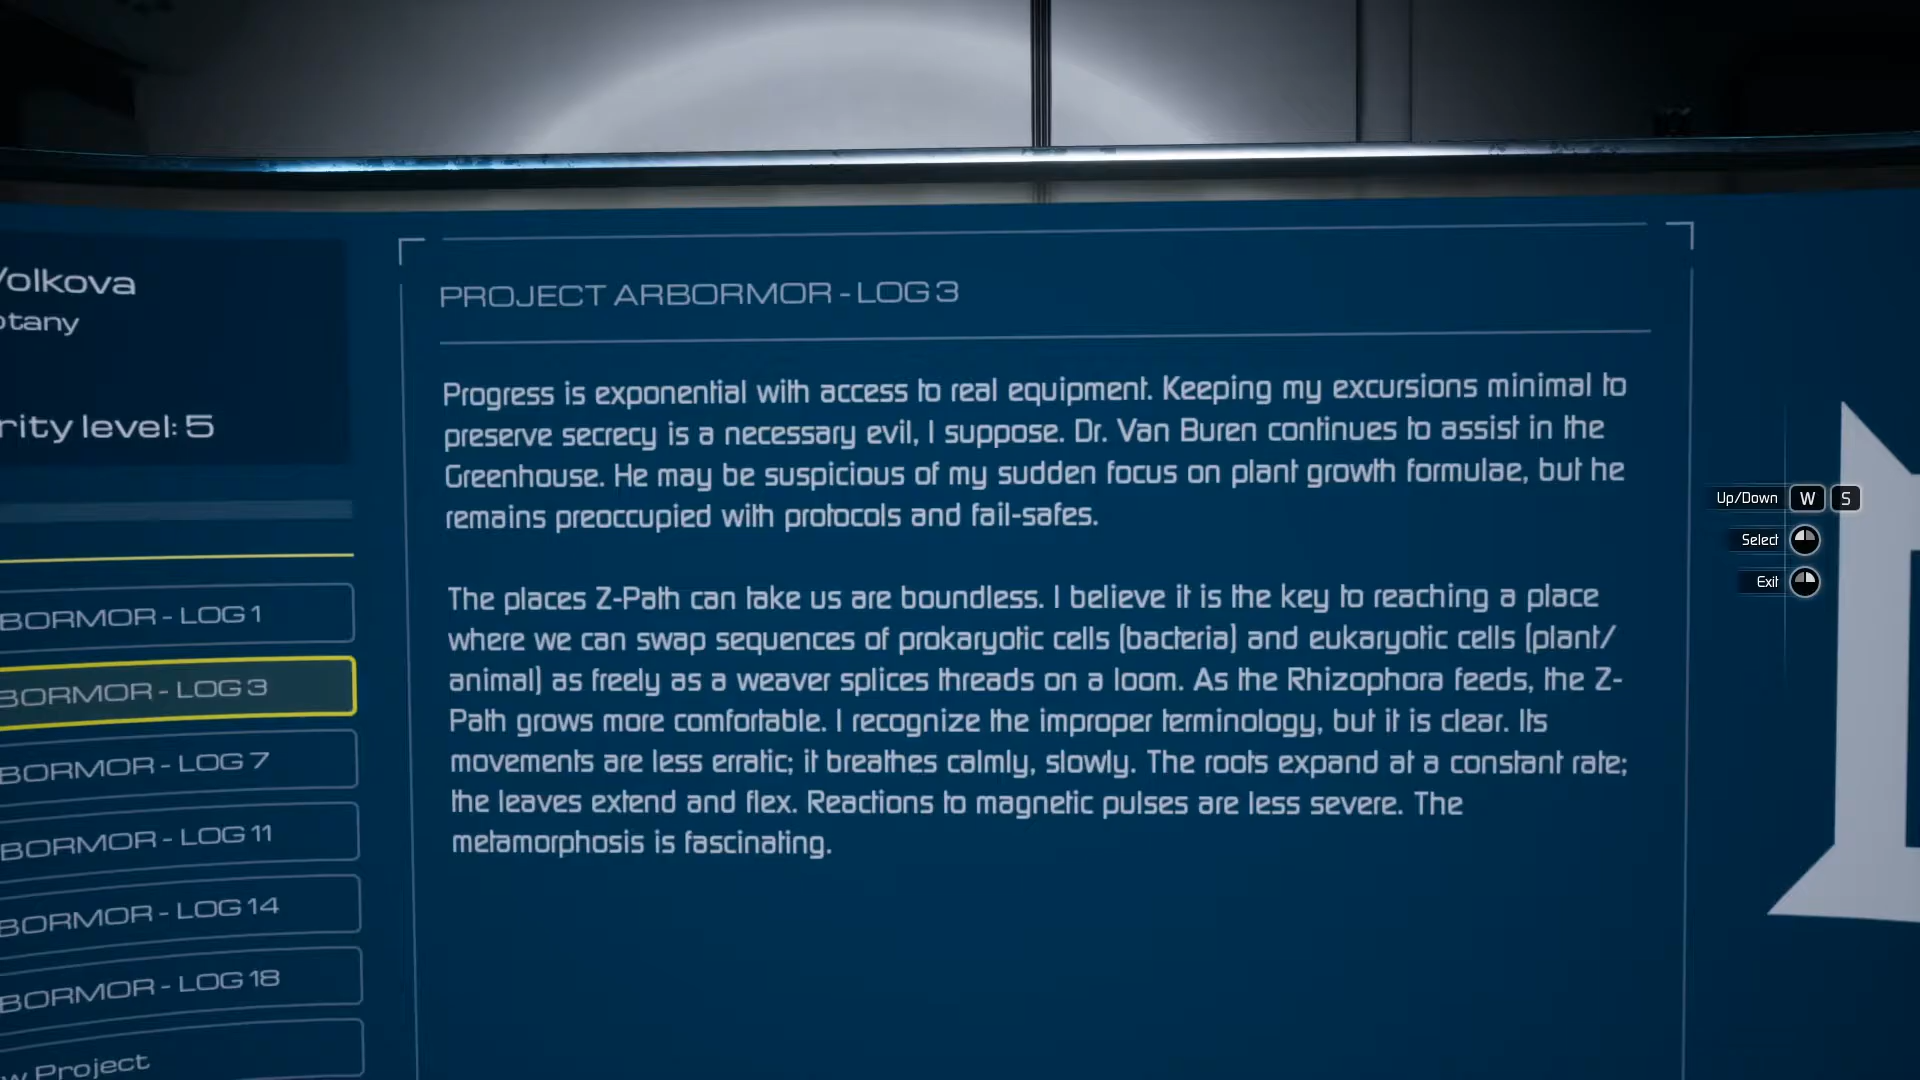 Volkova
otany
rity level: 5
BORMOR - LOG 1
BORMOR - LOG 3
BORMOR - LOG 7
BORMOR - LOG 11
BORMOR - LOG 14
BORMOR - LOG 18
w Project
PROJECT ARBORMOR - LOG 3
Progress is exponential with access to real equipment. Keeping my excursions minimal to
preserve secrecy is a necessary evil, I suppose. Dr. Van Buren continues to assist in the
Greenhouse. He may be suspicious of my sudden focus on plant growth formulae, but he
remains preoccupied with protocols and fail-safes.
The places Z-Path can take us are boundless. I believe it is the key to reaching a place
where we can swap sequences of prokaryotic cells (bacteria) and eukaryotic cells (plant/
animal) as freely as a weaver splices threads on a loom. As the Rhizophora feeds, the Z-
Path grows more comfortable. I recognize the improper terminology, but it is clear. Its
movements are less erratic; it breathes calmly, slowly. The roots expand at a constant rate;
the leaves extend and flex. Reactions to magnetic pulses are less severe. The
metamorphosis is fascinating.
Up/Down W S
Select
Exit